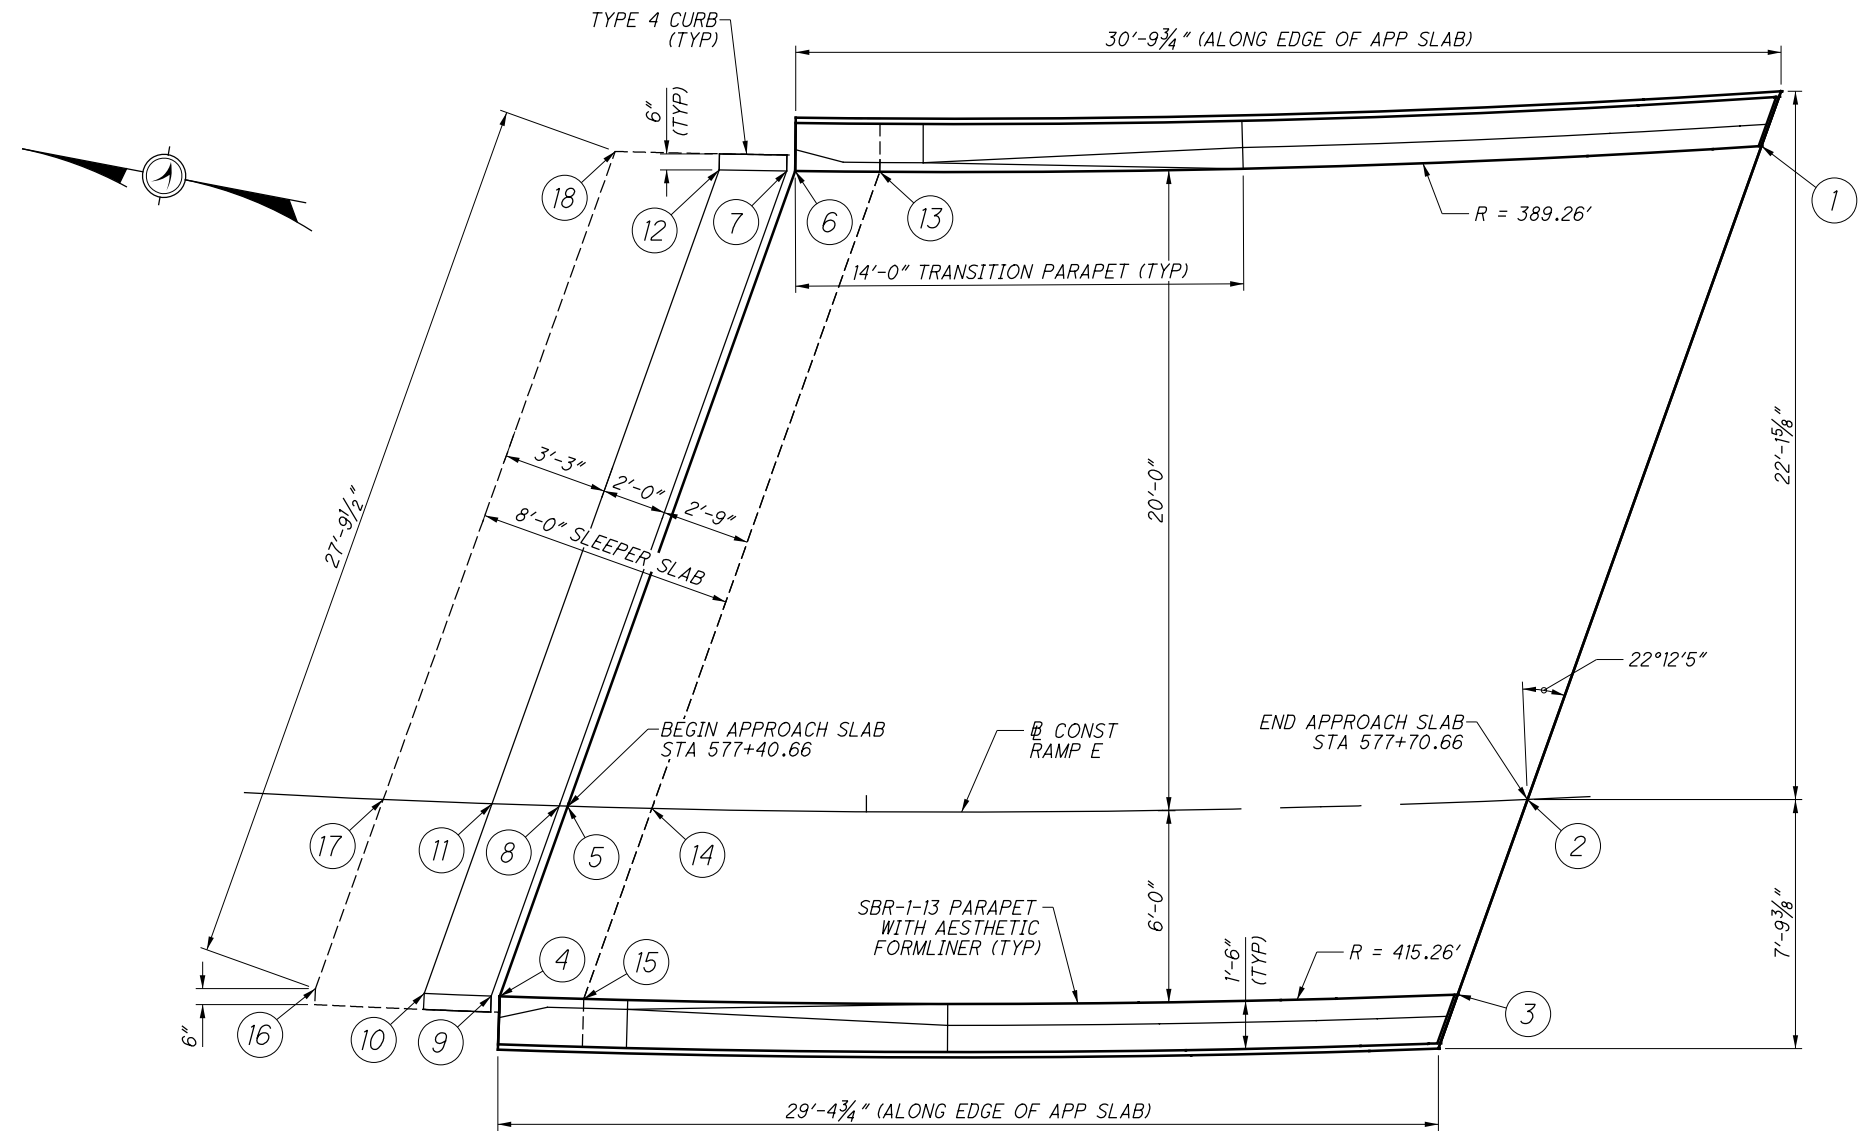 TYPE 4 CURB
(TYP)
30'-9¾" (ALONG EDGE OF APP SLAB)
6"
(TYP)
18
12
7
6
13
1
R = 389.26'
14'-0" TRANSITION PARAPET (TYP)
27'-9½"
3'-3"
2'-0"
2'-9"
8'-0" SLEEPER SLAB
20'-0"
22'-1⅝"
22°12'5"
BEGIN APPROACH SLAB
STA 577+40.66
CONST
RAMP E
END APPROACH SLAB
STA 577+70.66
17
11
8
5
14
2
SBR-1-13 PARAPET
WITH AESTHETIC
FORMLINER (TYP)
6'-0"
1'-6"
(TYP)
R = 415.26'
7'-9⅜"
4
15
3
6"
16
10
9
29'-4¾" (ALONG EDGE OF APP SLAB)